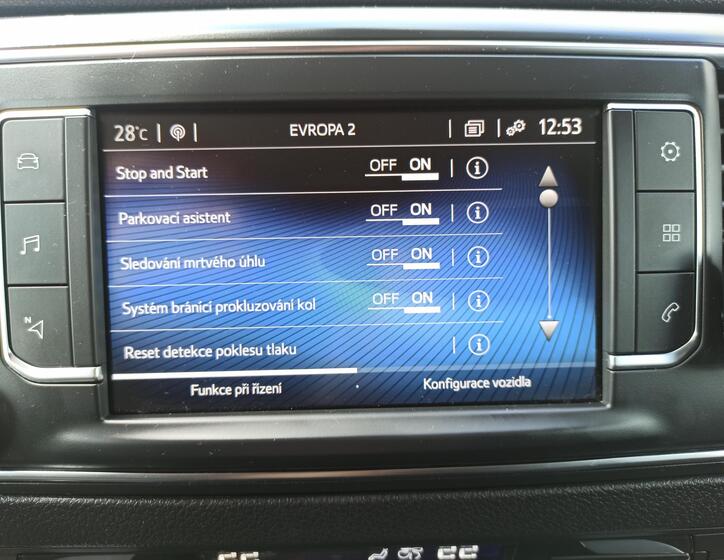 28°c EVROPA 2 12:53
Stop and Start OFF ON
Parkovací asistent OFF ON
Sledování mrtvého úhlu OFF ON
Systém bránící prokluzování kol OFF ON
Reset detekce poklesu tlaku
Funkce při řízení Konfigurace vozidla
N